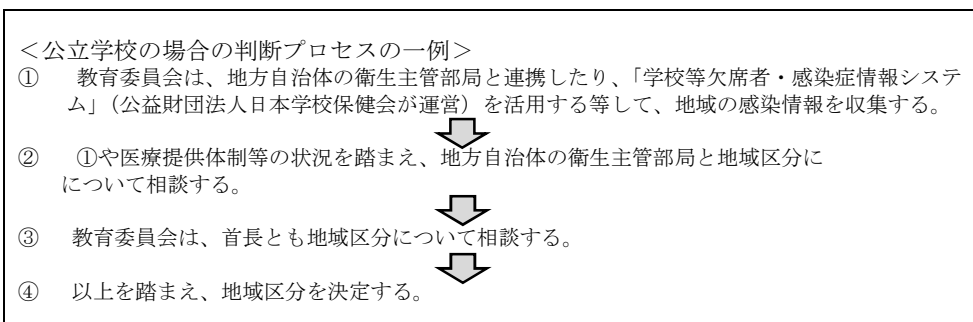 ＜公立学校の場合の判断プロセスの一例＞
① 教育委員会は、地方自治体の衛生主管部局と連携したり、「学校等欠席者・感染症情報システ
ム」（公益財団法人日本学校保健会が運営）を活用する等して、地域の感染情報を収集する。
② ①や医療提供体制等の状況を踏まえ、地方自治体の衛生主管部局と地域区分に
について相談する。
③ 教育委員会は、首長とも地域区分について相談する。
④ 以上を踏まえ、地域区分を決定する。